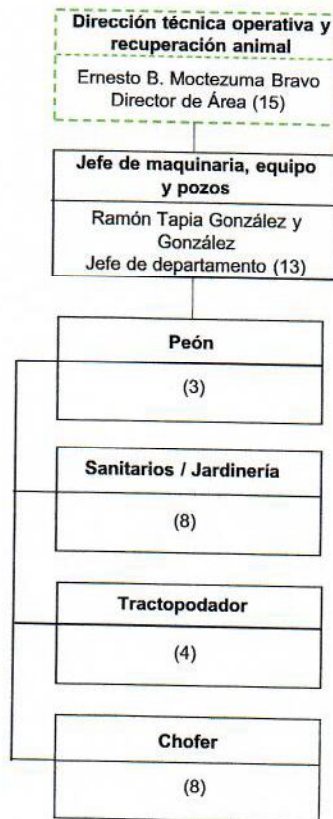 Dirección técnica operativa y
recuperación animal
Ernesto B. Moctezuma Bravo
Director de Área (15)
Jefe de maquinaria, equipo
y pozos
Ramón Tapia González y
González
Jefe de departamento (13)
Peón
(3)
Sanitarios / Jardinería
(8)
Tractopodador
(4)
Chofer
(8)